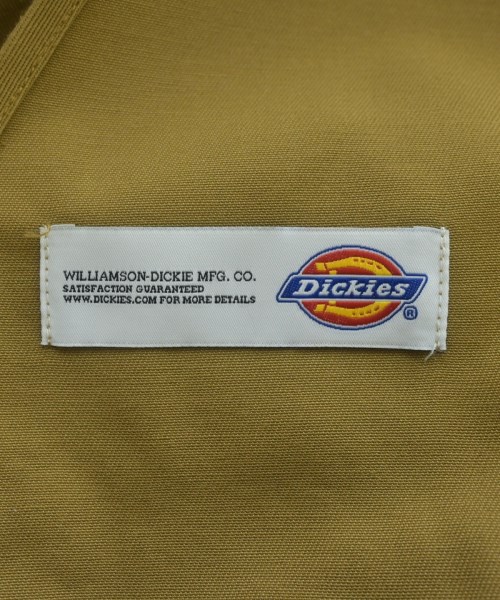 WILLIAMSON-DICKIE MFG. CO.
SATISFACTION GUARANTEED
WWW.DICKIES.COM FOR MORE DETAILS
Dickies
®